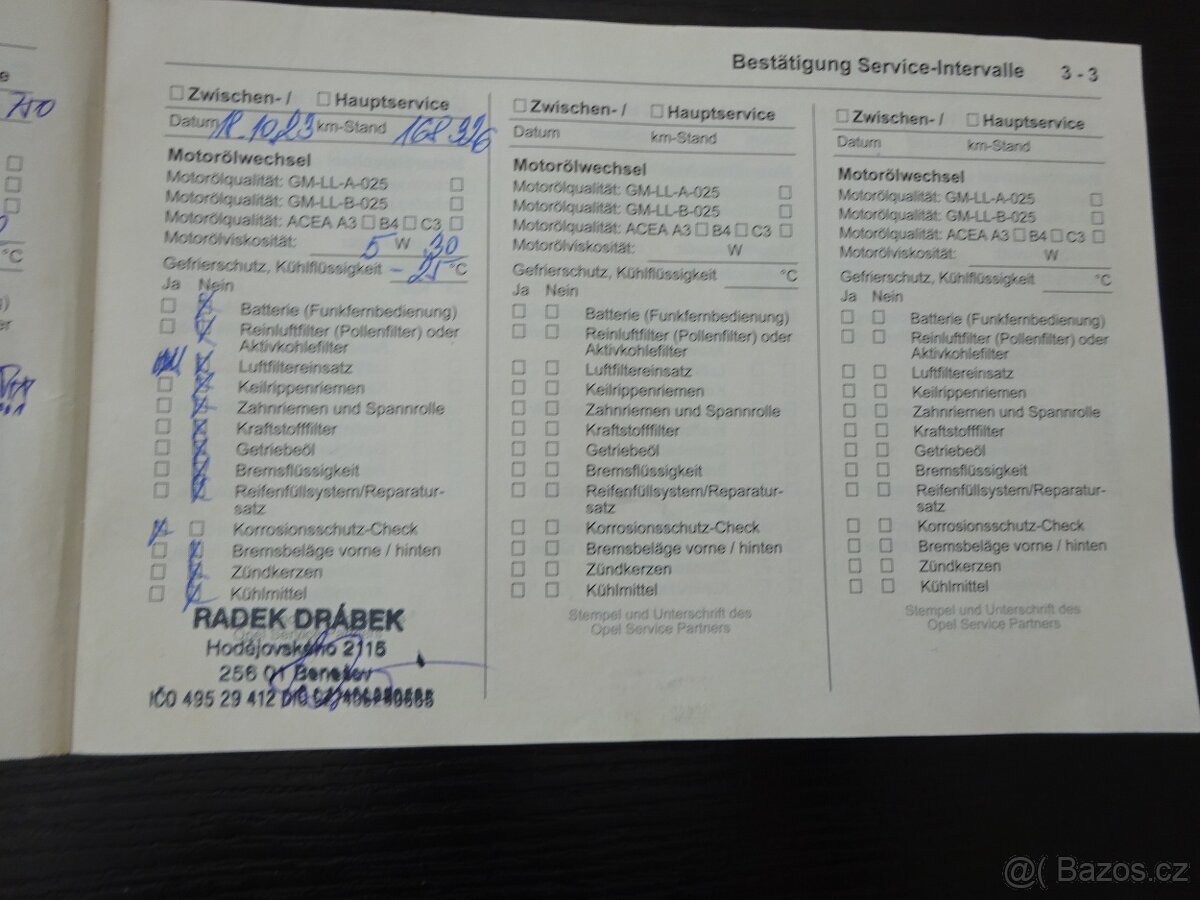 Bestätigung Service-Intervalle 3 - 3
750
Zwischen- / Hauptservice
Datum 18.10.23 km-Stand 168 326
Motorölwechsel
Motorölqualität: GM-LL-A-025
Motorölqualität: GM-LL-B-025
Motorölqualität: ACEA A3 B4 C3
Motorölviskosität: 5 W 30
Gefrierschutz, Kühlflüssigkeit - 25 °C
Ja Nein
Batterie (Funkfernbedienung)
Reinluftfilter (Pollenfilter) oder
Aktivkohlefilter
Luftfiltereinsatz
Keilrippenriemen
Zahnriemen und Spannrolle
Kraftstofffilter
Getriebeöl
Bremsflüssigkeit
Reifenfüllsystem/Reparatur-
satz
Korrosionsschutz-Check
Bremsbeläge vorne / hinten
Zündkerzen
Kühlmittel
RADEK DRÁBEK
Hodějovského 2115
256 01 Benešov
IČO 495 29 412 DIČ
Zwischen- / Hauptservice
Datum km-Stand
Motorölwechsel
Motorölqualität: GM-LL-A-025
Motorölqualität: GM-LL-B-025
Motorölqualität: ACEA A3 B4 C3
Motorölviskosität: W
Gefrierschutz, Kühlflüssigkeit °C
Ja Nein
Batterie (Funkfernbedienung)
Reinluftfilter (Pollenfilter) oder
Aktivkohlefilter
Luftfiltereinsatz
Keilrippenriemen
Zahnriemen und Spannrolle
Kraftstofffilter
Getriebeöl
Bremsflüssigkeit
Reifenfüllsystem/Reparatur-
satz
Korrosionsschutz-Check
Bremsbeläge vorne / hinten
Zündkerzen
Kühlmittel
Stempel und Unterschrift des
Opel Service Partners
Zwischen- / Hauptservice
Datum km-Stand
Motorölwechsel
Motorölqualität: GM-LL-A-025
Motorölqualität: GM-LL-B-025
Motorölqualität: ACEA A3 B4 C3
Motorölviskosität: W
Gefrierschutz, Kühlflüssigkeit °C
Ja Nein
Batterie (Funkfernbedienung)
Reinluftfilter (Pollenfilter) oder
Aktivkohlefilter
Luftfiltereinsatz
Keilrippenriemen
Zahnriemen und Spannrolle
Kraftstofffilter
Getriebeöl
Bremsflüssigkeit
Reifenfüllsystem/Reparatur-
satz
Korrosionsschutz-Check
Bremsbeläge vorne / hinten
Zündkerzen
Kühlmittel
Stempel und Unterschrift des
Opel Service Partners
@( Bazos.cz